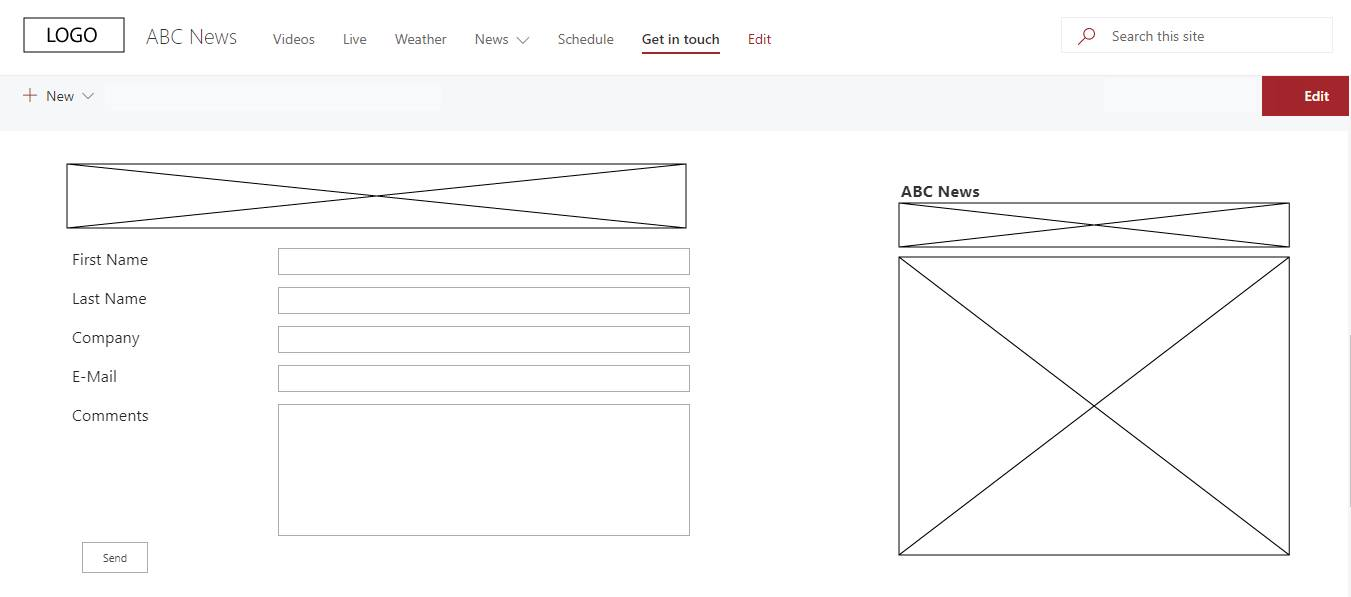 LOGO ABC News Videos Live Weather News Schedule Get in touch Edit Search this site
New Edit
ABC News
First Name
Last Name
Company
E-Mail
Comments
Send